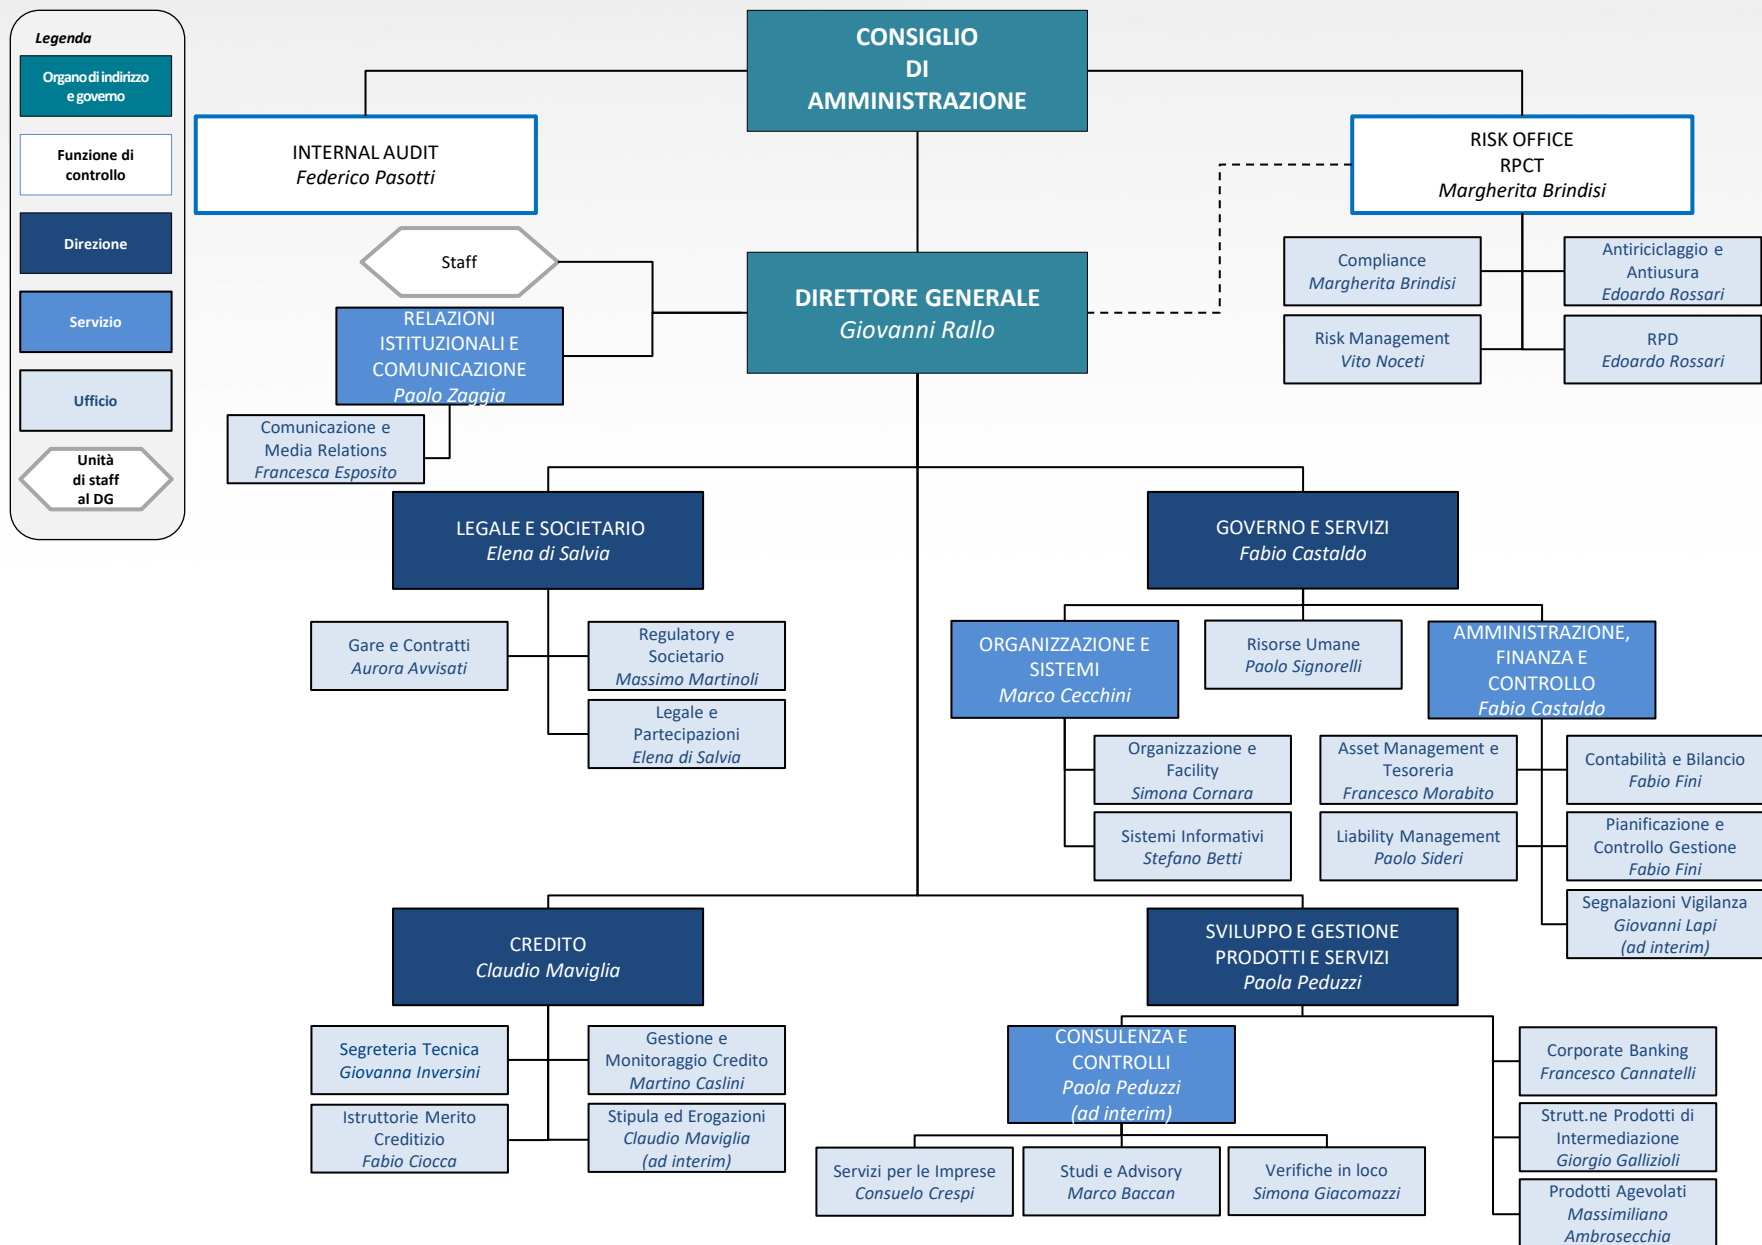 Legenda
Organo di indirizzo
e governo
Funzione di
controllo
Direzione
Servizio
Ufficio
Unità
di staff
al DG
CONSIGLIO
DI
AMMINISTRAZIONE
INTERNAL AUDIT
Federico Pasotti
RISK OFFICE
RPCT
Margherita Brindisi
Staff
DIRETTORE GENERALE
Giovanni Rallo
Compliance
Margherita Brindisi
Antiriciclaggio e
Antiusura
Edoardo Rossari
Risk Management
Vito Noceti
RPD
Edoardo Rossari
RELAZIONI
ISTITUZIONALI E
COMUNICAZIONE
Paolo Zaggia
Comunicazione e
Media Relations
Francesca Esposito
LEGALE E SOCIETARIO
Elena di Salvia
GOVERNO E SERVIZI
Fabio Castaldo
Gare e Contratti
Aurora Avvisati
Regulatory e
Societario
Massimo Martinoli
Legale e
Partecipazioni
Elena di Salvia
ORGANIZZAZIONE E
SISTEMI
Marco Cecchini
Risorse Umane
Paolo Signorelli
AMMINISTRAZIONE,
FINANZA E
CONTROLLO
Fabio Castaldo
Organizzazione e
Facility
Simona Cornara
Sistemi Informativi
Stefano Betti
Asset Management e
Tesoreria
Francesco Morabito
Contabilità e Bilancio
Fabio Fini
Liability Management
Paolo Sideri
Pianificazione e
Controllo Gestione
Fabio Fini
Segnalazioni Vigilanza
Giovanni Lapi
(ad interim)
CREDITO
Claudio Maviglia
SVILUPPO E GESTIONE
PRODOTTI E SERVIZI
Paola Peduzzi
Segreteria Tecnica
Giovanna Inversini
Gestione e
Monitoraggio Credito
Martino Caslini
Istruttorie Merito
Creditizio
Fabio Ciocca
Stipula ed Erogazioni
Claudio Maviglia
(ad interim)
CONSULENZA E
CONTROLLI
Paola Peduzzi
(ad interim)
Servizi per le Imprese
Consuelo Crespi
Studi e Advisory
Marco Baccan
Verifiche in loco
Simona Giacomazzi
Corporate Banking
Francesco Cannatelli
Strutt.ne Prodotti di
Intermediazione
Giorgio Gallizioli
Prodotti Agevolati
Massimiliano
Ambrosecchia